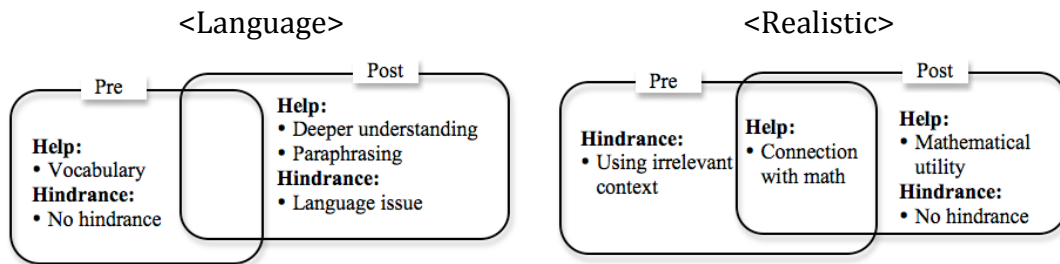 <Language>
Pre
Post
Help:
• Vocabulary
Hindrance:
• No hindrance
Help:
• Deeper understanding
• Paraphrasing
Hindrance:
• Language issue
<Realistic>
Pre
Post
Hindrance:
• Using irrelevant
context
Help:
• Connection
with math
Help:
• Mathematical
utility
Hindrance:
• No hindrance